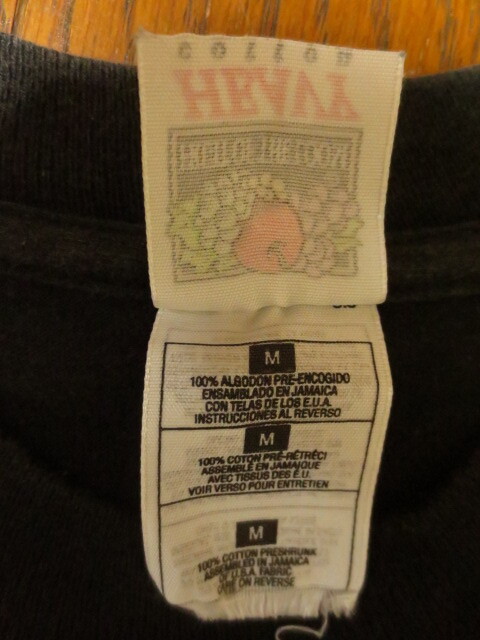 COTTON
HEAVY
FRUIT OF THE LOOM
M
100% ALGODON PRE-ENCOGIDO
ENSAMBLADO EN JAMAICA
CON TELAS DE LOS E.U.A.
INSTRUCCIONES AL REVERSO
M
100% COTON PRÉ-RÉTRÉCI
ASSEMBLÉ EN JAMAIQUE
AVEC TISSUS DES É.U.
VOIR VERSO POUR ENTRETIEN
M
100% COTTON PRESHRUNK
ASSEMBLED IN JAMAICA
OF U.S.A. FABRIC
CARE ON REVERSE